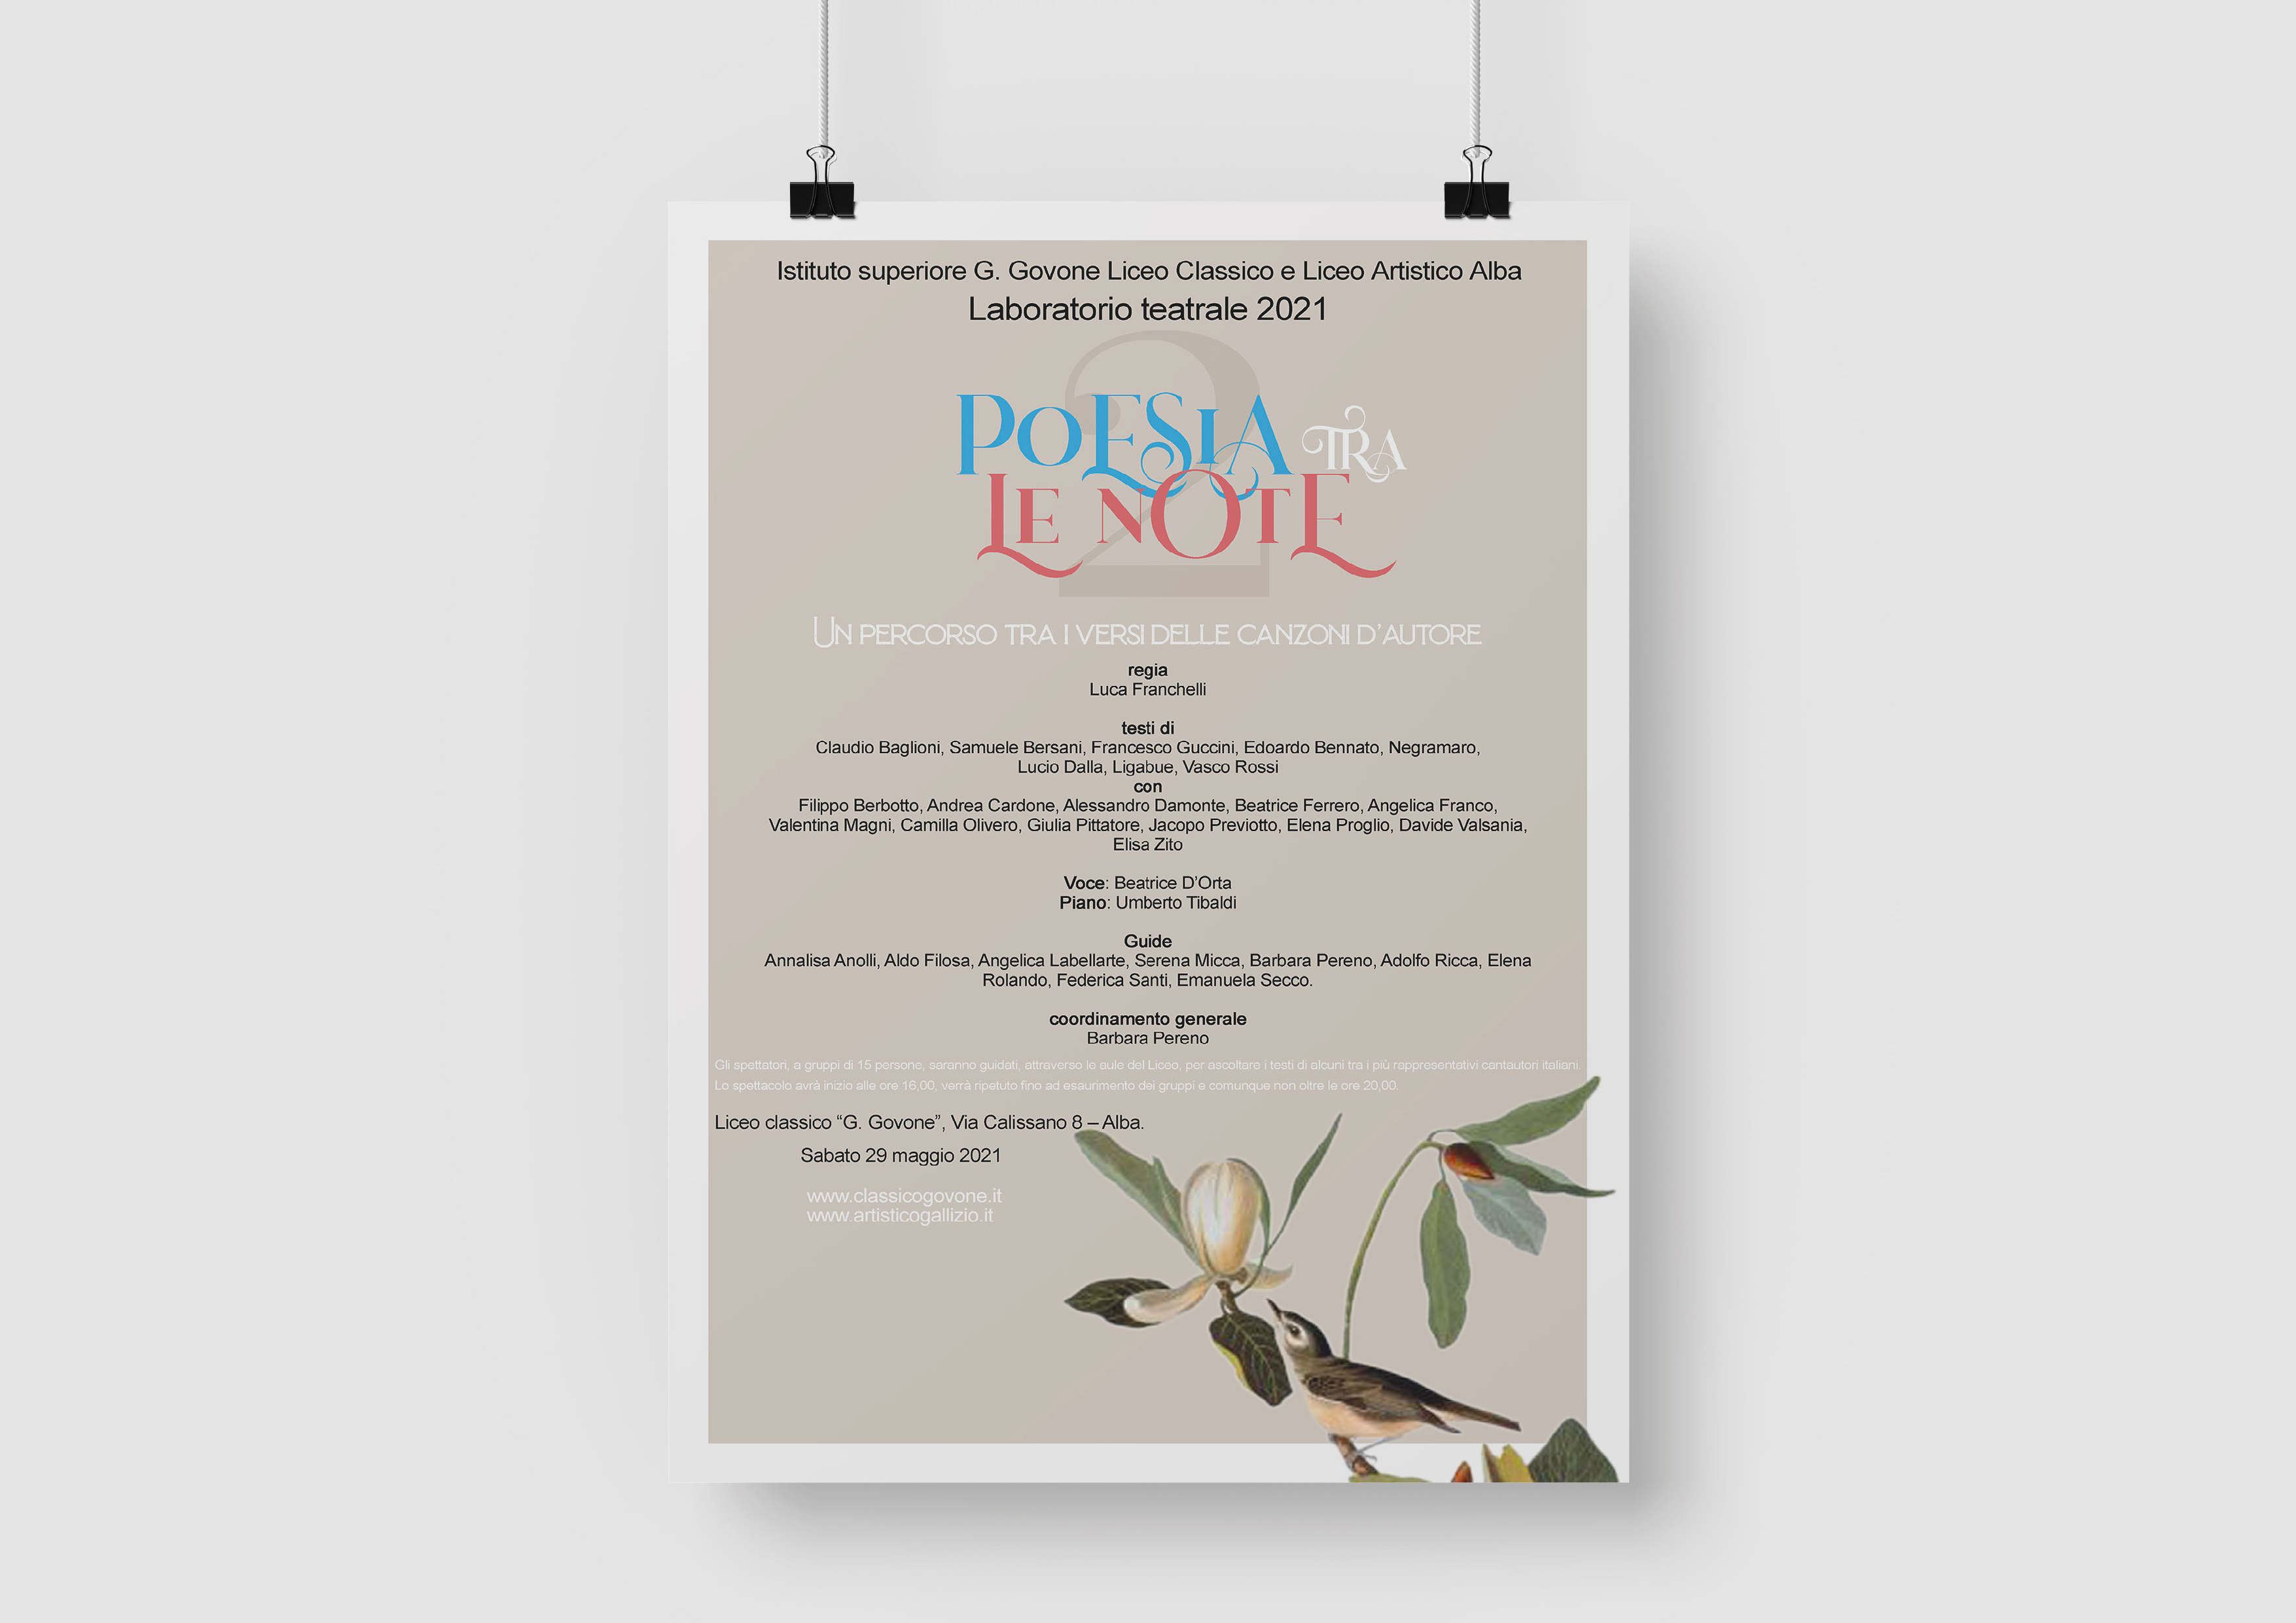 Istituto superiore G. Govone Liceo Classico e Liceo Artistico Alba
Laboratorio teatrale 2021
2
POESIA TRA
LE NOTE
UN PERCORSO TRA I VERSI DELLE CANZONI D'AUTORE
regia
Luca Franchelli
testi di
Claudio Baglioni, Samuele Bersani, Francesco Guccini, Edoardo Bennato, Negramaro,
Lucio Dalla, Ligabue, Vasco Rossi
con
Filippo Berbotto, Andrea Cardone, Alessandro Damonte, Beatrice Ferrero, Angelica Franco,
Valentina Magni, Camilla Olivero, Giulia Pittatore, Jacopo Previotto, Elena Proglio, Davide Valsania,
Elisa Zito
Voce: Beatrice D'Orta
Piano: Umberto Tibaldi
Guide
Annalisa Anolli, Aldo Filosa, Angelica Labellarte, Serena Micca, Barbara Pereno, Adolfo Ricca, Elena
Rolando, Federica Santi, Emanuela Secco.
coordinamento generale
Barbara Pereno
Gli spettatori, a gruppi di 15 persone, saranno guidati, attraverso le aule del Liceo, per ascoltare i testi di alcuni tra i più rappresentativi cantautori italiani.
Lo spettacolo avrà inizio alle ore 16,00, verrà ripetuto fino ad esaurimento dei gruppi e comunque non oltre le ore 20,00.
Liceo classico “G. Govone”, Via Calissano 8 – Alba.
Sabato 29 maggio 2021
www.classicogovone.it
www.artisticogallizio.it